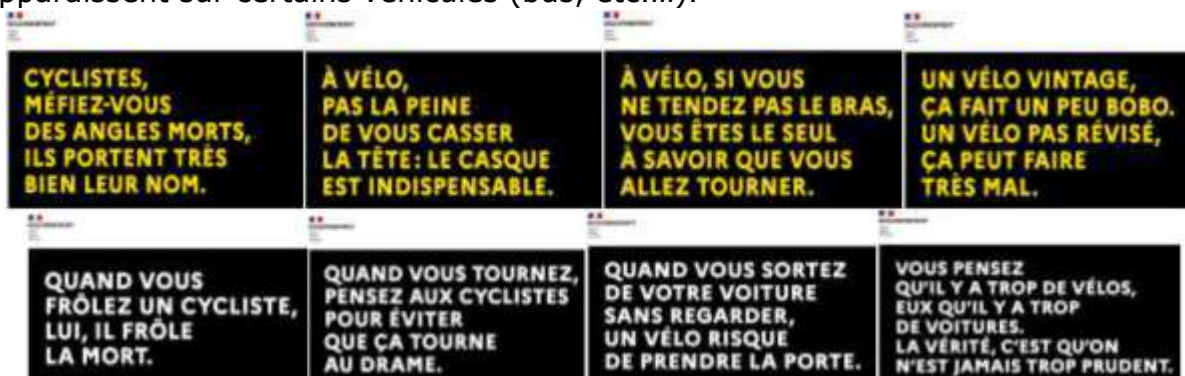 apparaissent sur certains véhicules (bus, etc...).
CYCLISTES,
MÉFIEZ-VOUS
DES ANGLES MORTS,
ILS PORTENT TRÈS
BIEN LEUR NOM.
À VÉLO,
PAS LA PEINE
DE VOUS CASSER
LA TÊTE : LE CASQUE
EST INDISPENSABLE.
À VÉLO, SI VOUS
NE TENDEZ PAS LE BRAS,
VOUS ÊTES LE SEUL
À SAVOIR QUE VOUS
ALLEZ TOURNER.
UN VÉLO VINTAGE,
ÇA FAIT UN PEU BOBO.
UN VÉLO PAS RÉVISÉ,
ÇA PEUT FAIRE
TRÈS MAL.
QUAND VOUS
FRÔLEZ UN CYCLISTE,
LUI, IL FRÔLE
LA MORT.
QUAND VOUS TOURNEZ,
PENSEZ AUX CYCLISTES
POUR ÉVITER
QUE ÇA TOURNE
AU DRAME.
QUAND VOUS SORTEZ
DE VOTRE VOITURE
SANS REGARDER,
UN VÉLO RISQUE
DE PRENDRE LA PORTE.
VOUS PENSEZ
QU'IL Y A TROP DE VÉLOS,
EUX QU'IL Y A TROP
DE VOITURES.
LA VÉRITÉ, C'EST QU'ON
N'EST JAMAIS TROP PRUDENT.